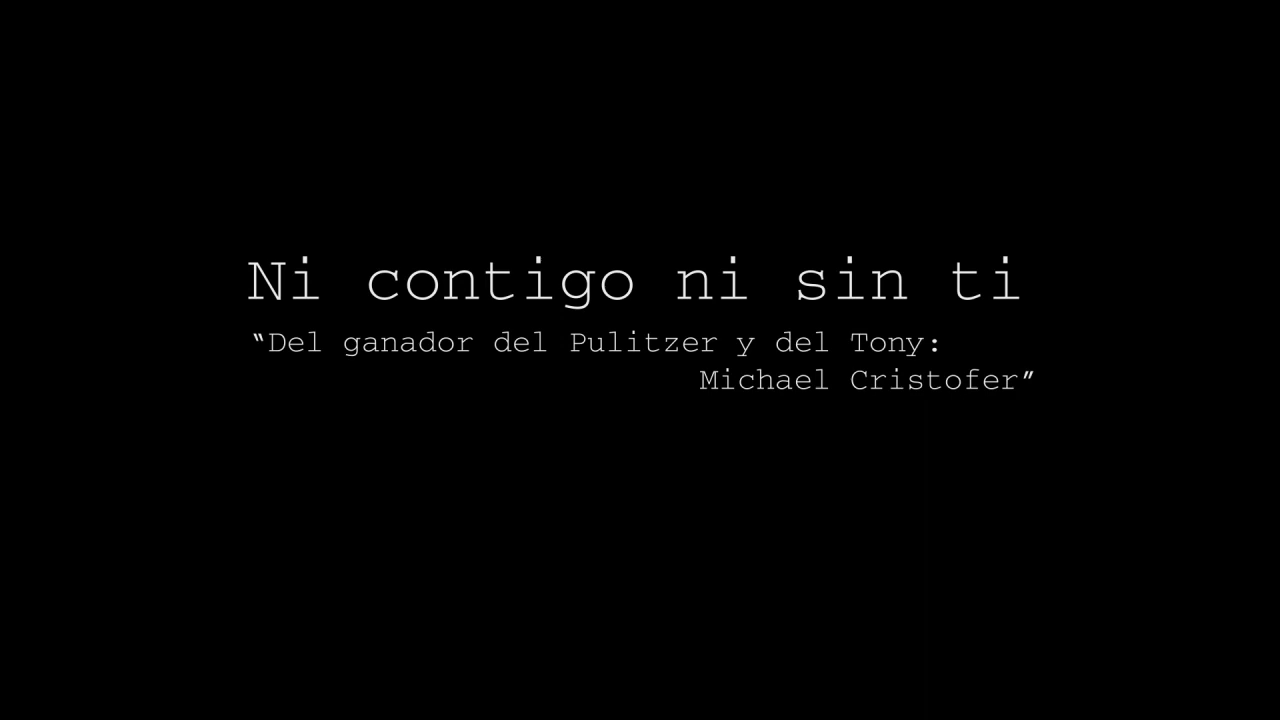 Ni contigo ni sin ti
“Del ganador del Pulitzer y del Tony:
Michael Cristofer”